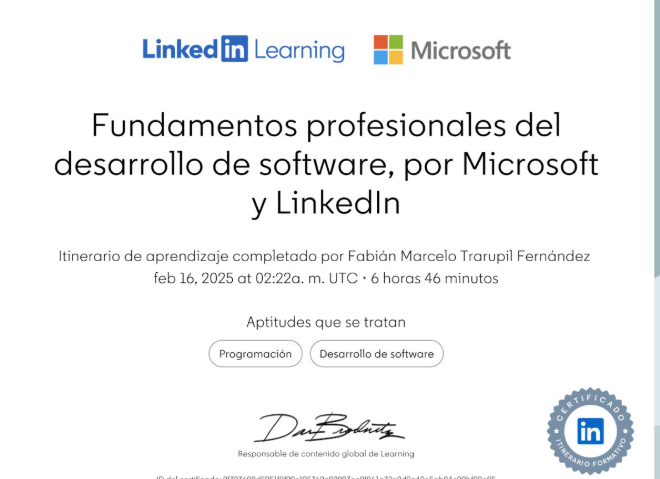 LinkedIn Learning Microsoft
Fundamentos profesionales del
desarrollo de software, por Microsoft
y LinkedIn
Itinerario de aprendizaje completado por Fabián Marcelo Trarupil Fernández
feb 16, 2025 at 02:22a. m. UTC • 6 horas 46 minutos
Aptitudes que se tratan
Programación Desarrollo de software
Responsable de contenido global de Learning
CERTIFICADO
in
ITINERARIO FORMATIVO